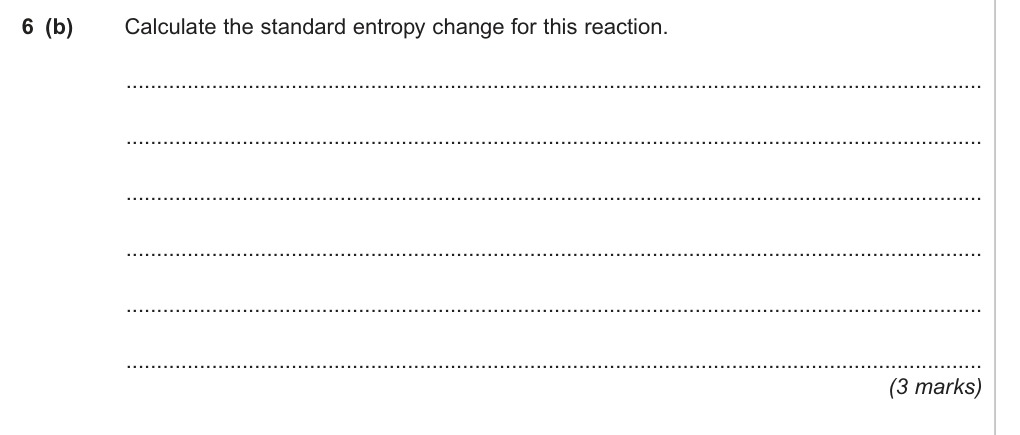 6 (b) Calculate the standard entropy change for this reaction.
(3 marks)